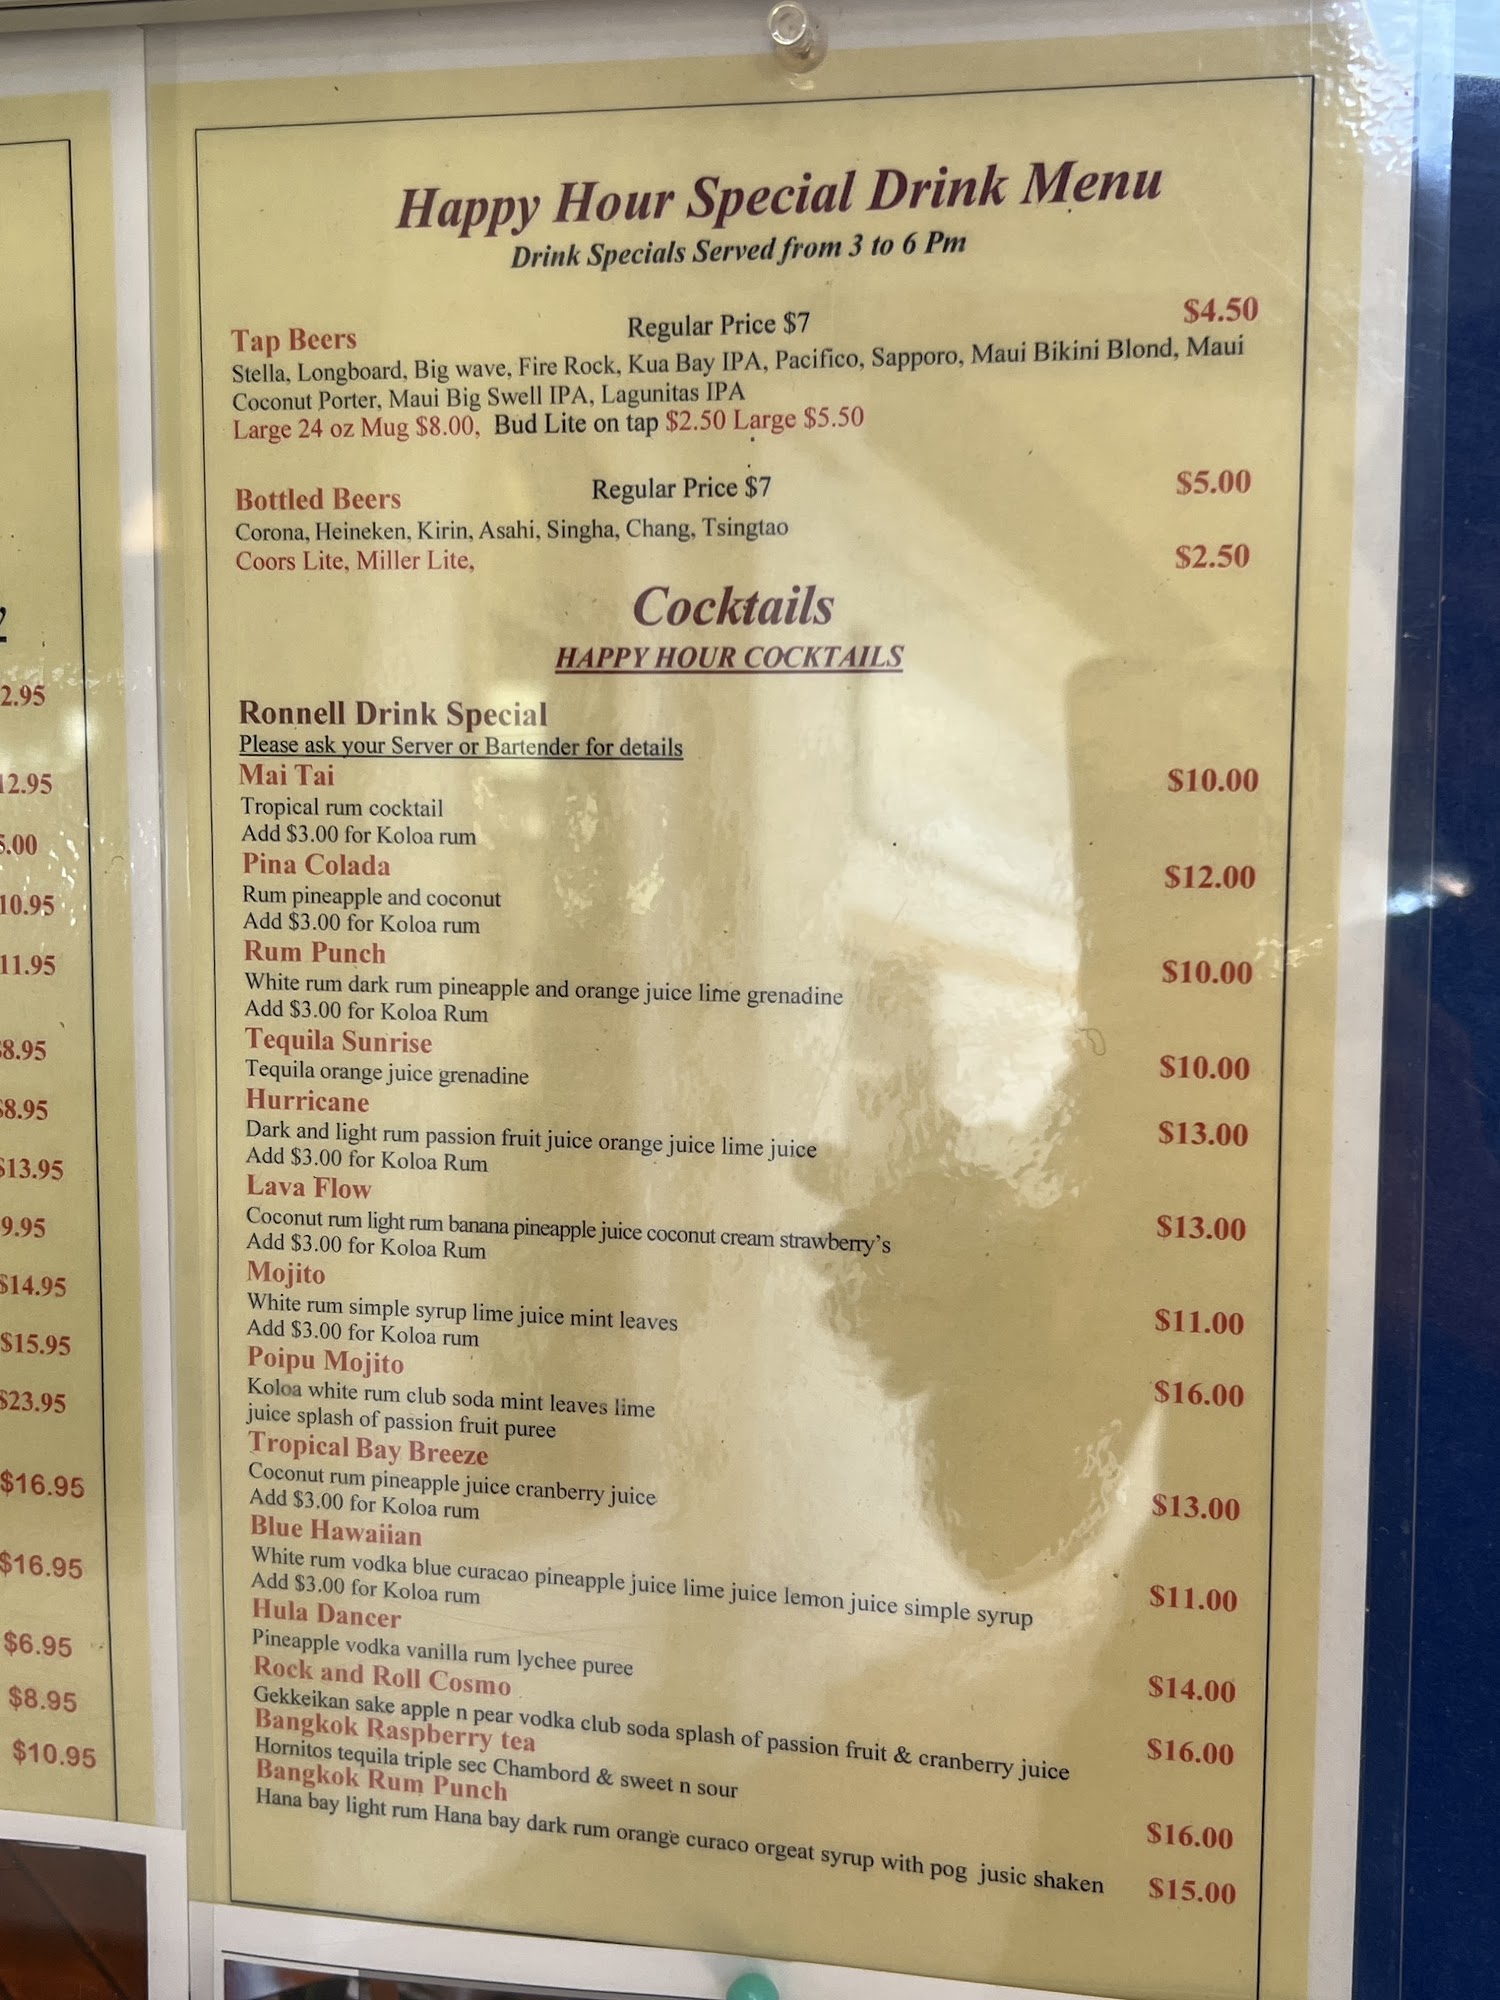 Happy Hour Special Drink Menu
Drink Specials Served from 3 to 6 Pm
Tap Beers Regular Price $7 $4.50
Stella, Longboard, Big wave, Fire Rock, Kua Bay IPA, Pacifico, Sapporo, Maui Bikini Blond, Maui
Coconut Porter, Maui Big Swell IPA, Lagunitas IPA
Large 24 oz Mug $8.00, Bud Lite on tap $2.50 Large $5.50
Bottled Beers Regular Price $7 $5.00
Corona, Heineken, Kirin, Asahi, Singha, Chang, Tsingtao
Coors Lite, Miller Lite, $2.50
Cocktails
HAPPY HOUR COCKTAILS
Ronnell Drink Special
Please ask your Server or Bartender for details
Mai Tai $10.00
Tropical rum cocktail
Add $3.00 for Koloa rum
Pina Colada $12.00
Rum pineapple and coconut
Add $3.00 for Koloa rum
Rum Punch $10.00
White rum dark rum pineapple and orange juice lime grenadine
Add $3.00 for Koloa Rum
Tequila Sunrise $10.00
Tequila orange juice grenadine
Hurricane $13.00
Dark and light rum passion fruit juice orange juice lime juice
Add $3.00 for Koloa Rum
Lava Flow $13.00
Coconut rum light rum banana pineapple juice coconut cream strawberry's
Add $3.00 for Koloa Rum
Mojito $11.00
White rum simple syrup lime juice mint leaves
Add $3.00 for Koloa rum
Poipu Mojito $16.00
Koloa white rum club soda mint leaves lime
juice splash of passion fruit puree
Tropical Bay Breeze $13.00
Coconut rum pineapple juice cranberry juice
Add $3.00 for Koloa rum
Blue Hawaiian $11.00
White rum vodka blue curacao pineapple juice lime juice lemon juice simple syrup
Add $3.00 for Koloa rum
Hula Dancer $14.00
Pineapple vodka vanilla rum lychee puree
Rock and Roll Cosmo $16.00
Gekkeikan sake apple n pear vodka club soda splash of passion fruit & cranberry juice
Bangkok Raspberry tea $16.00
Hornitos tequila triple sec Chambord & sweet n sour
Bangkok Rum Punch $15.00
Hana bay light rum Hana bay dark rum orange curaco orgeat syrup with pog jusic shaken
2.95
12.95
5.00
10.95
11.95
8.95
$8.95
$13.95
9.95
$14.95
$15.95
$23.95
$16.95
$16.95
$6.95
$8.95
$10.95